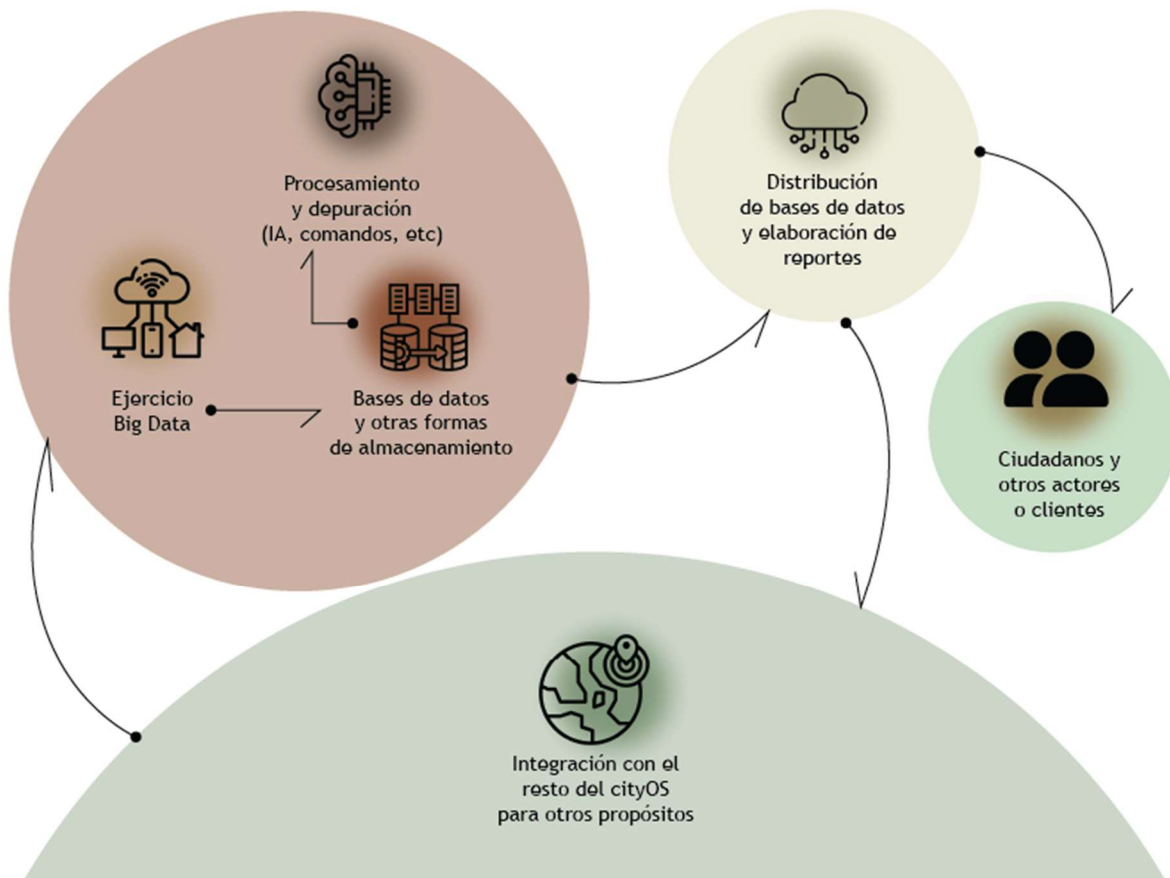 Procesamiento
y depuración
(IA, comandos, etc)
Ejercicio
Big Data
Bases de datos
y otras formas
de almacenamiento
Distribución
de bases de datos
y elaboración de
reportes
Ciudadanos y
otros actores
o clientes
Integración con el
resto del cityOS
para otros propósitos